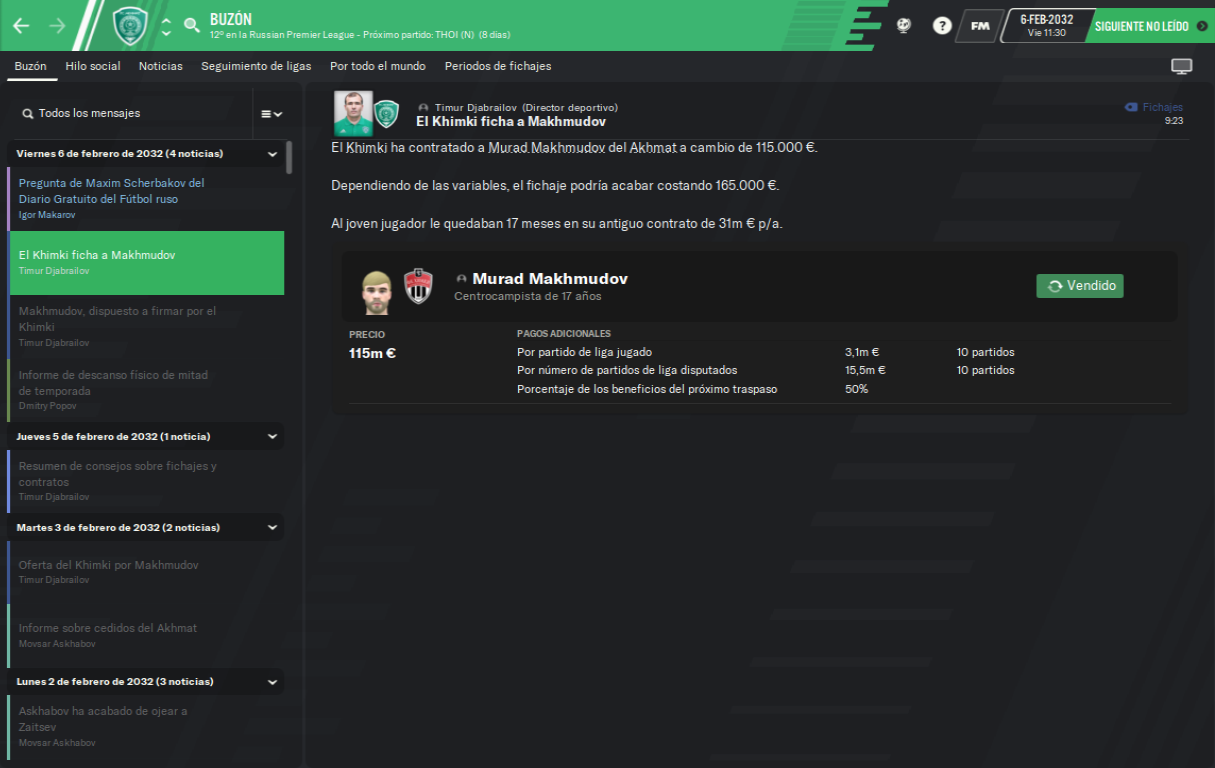 BUZÓN
12º en la Russian Premier League - Próximo partido: THOI (N) (8 días)
FM
6-FEB-2032
Vie 11:30
SIGUIENTE NO LEÍDO
Buzón Hilo social Noticias Seguimiento de ligas Por todo el mundo Periodos de fichajes
Todos los mensajes
Viernes 6 de febrero de 2032 (4 noticias)
Pregunta de Maxim Scherbakov del
Diario Gratuito del Fútbol ruso
Igor Makarov
El Khimki ficha a Makhmudov
Timur Djabrailov
Makhmudov, dispuesto a firmar por el
Khimki
Timur Djabrailov
Informe de descanso físico de mitad
de temporada
Dmitry Popov
Jueves 5 de febrero de 2032 (1 noticia)
Resumen de consejos sobre fichajes y
contratos
Timur Djabrailov
Martes 3 de febrero de 2032 (2 noticias)
Oferta del Khimki por Makhmudov
Timur Djabrailov
Informe sobre cedidos del Akhmat
Movsar Askhabov
Lunes 2 de febrero de 2032 (3 noticias)
Askhabov ha acabado de ojear a
Zaitsev
Movsar Askhabov
Timur Djabrailov (Director deportivo)
El Khimki ficha a Makhmudov
Fichajes
9:23
El Khimki ha contratado a Murad Makhmudov del Akhmat a cambio de 115.000 €.
Dependiendo de las variables, el fichaje podría acabar costando 165.000 €.
Al joven jugador le quedaban 17 meses en su antiguo contrato de 31m € p/a.
Murad Makhmudov
Centrocampista de 17 años
Vendido
PRECIO
115m €
PAGOS ADICIONALES
Por partido de liga jugado 3,1m € 10 partidos
Por número de partidos de liga disputados 15,5m € 10 partidos
Porcentaje de los beneficios del próximo traspaso 50%